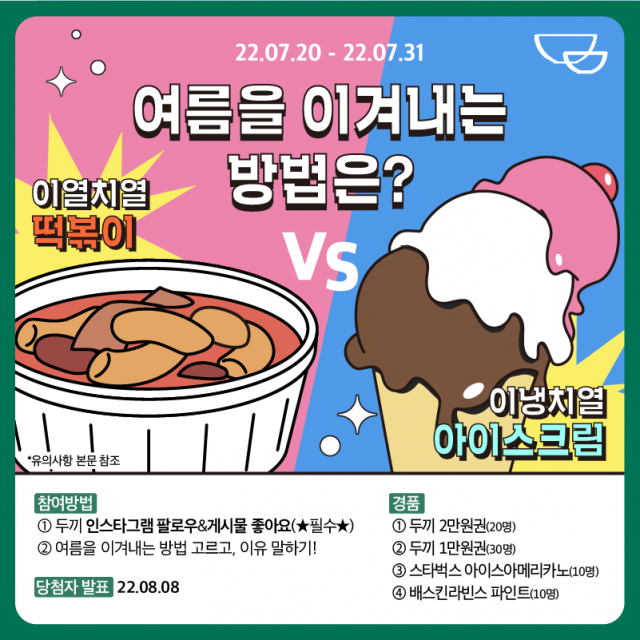 22.07.20 - 22.07.31
여름을 이겨내는
방법은?
이열치열
떡볶이
VS
이냉치열
아이스크림
*유의사항 본문 참조
참여방법
① 두끼 인스타그램 팔로우&게시물 좋아요(★필수★)
② 여름을 이겨내는 방법 고르고, 이유 말하기!
당첨자 발표 22.08.08
경품
① 두끼 2만원권(20명)
② 두끼 1만원권(30명)
③ 스타벅스 아이스아메리카노(10명)
④ 배스킨라빈스 파인트(10명)